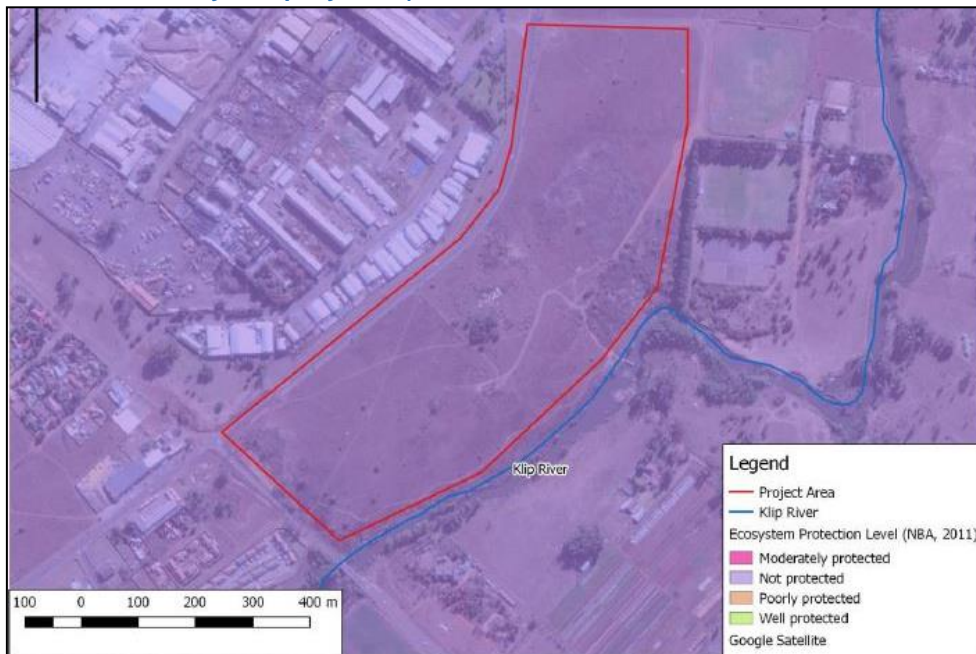 Klip River
Legend
Project Area
Klip River
Ecosystem Protection Level (NBA, 2011)
Moderately protected
Not protected
Poorly protected
Well protected
Google Satellite
100 0 100 200 300 400 m